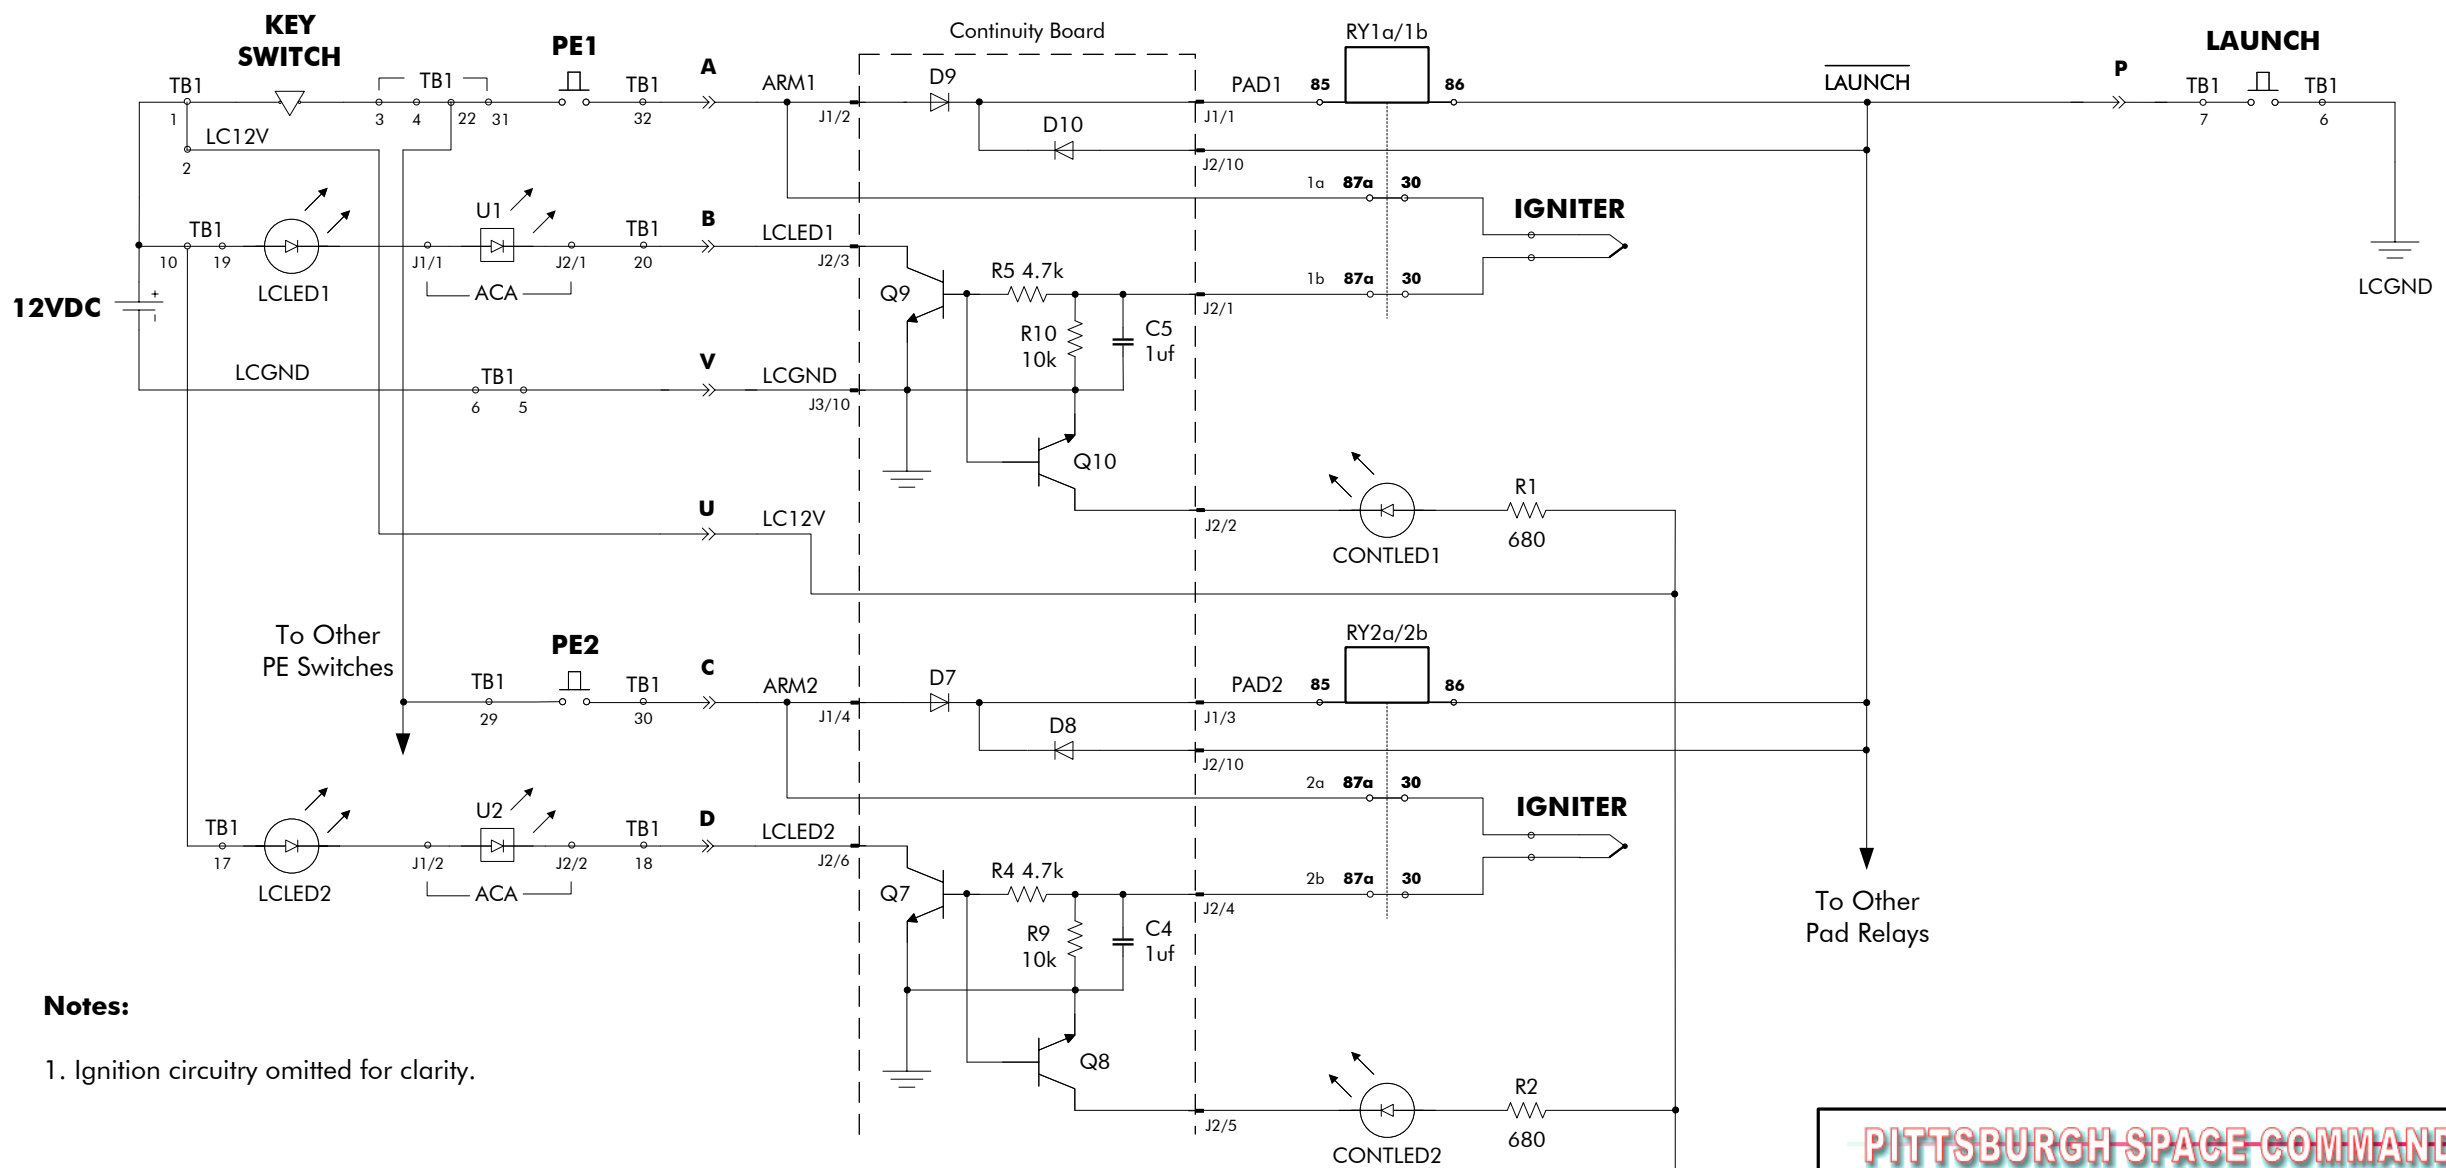 Continuity Board
KEY
SWITCH
PE1
RY1a/1b
LAUNCH
TB1
TB1
TB1
A
ARM1
D9
PAD1
85
86
LAUNCH
P
TB1
TB1
1
3
4
22
31
32
J1/2
J1/1
7
6
LC12V
2
D10
J2/10
1a
87a
30
IGNITER
TB1
U1
TB1
B
LCLED1
10
19
J1/1
J2/1
20
J2/3
LCLED1
ACA
Q9
R5 4.7k
1b
87a
30
J2/1
LCGND
12VDC
+
-
R10
10k
C5
1uf
LCGND
TB1
V
LCGND
6
5
J3/10
Q10
R1
680
J2/2
CONTLED1
U
LC12V
To Other
PE Switches
PE2
RY2a/2b
TB1
TB1
C
ARM2
D7
PAD2
85
86
29
30
J1/4
J1/3
D8
J2/10
2a
87a
30
IGNITER
TB1
U2
TB1
D
LCLED2
17
J1/2
J2/2
18
J2/6
LCLED2
ACA
Q7
R4 4.7k
2b
87a
30
J2/4
R9
10k
C4
1uf
To Other
Pad Relays
Notes:
1. Ignition circuitry omitted for clarity.
Q8
R2
680
J2/5
CONTLED2
PITTSBURGH SPACE COMMAND